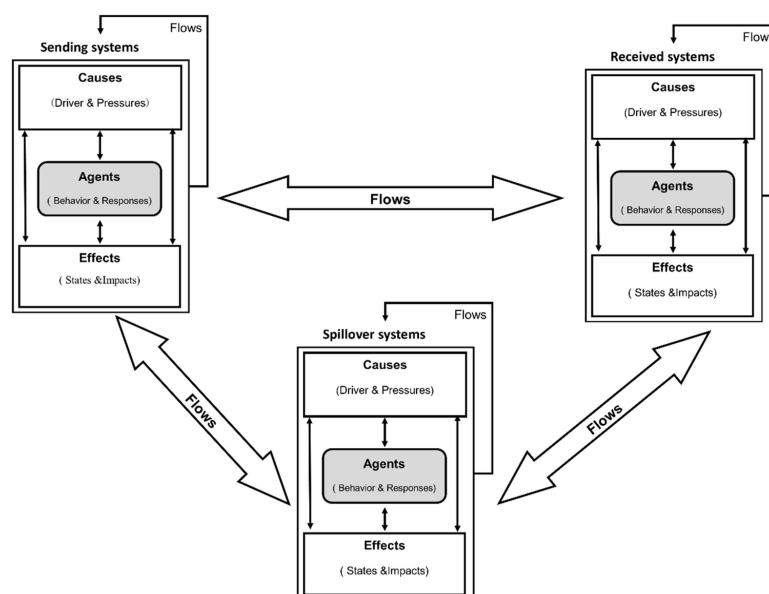 Flows
Sending systems
Causes
(Driver & Pressures)
Agents
( Behavior & Responses)
Effects
( States &Impacts)
Flows
Received systems
Causes
(Driver & Pressures)
Agents
( Behavior & Responses)
Effects
( States &Impacts)
Flows
Flows
Flows
Flows
Spillover systems
Causes
(Driver & Pressures)
Agents
( Behavior & Responses)
Effects
( States &Impacts)